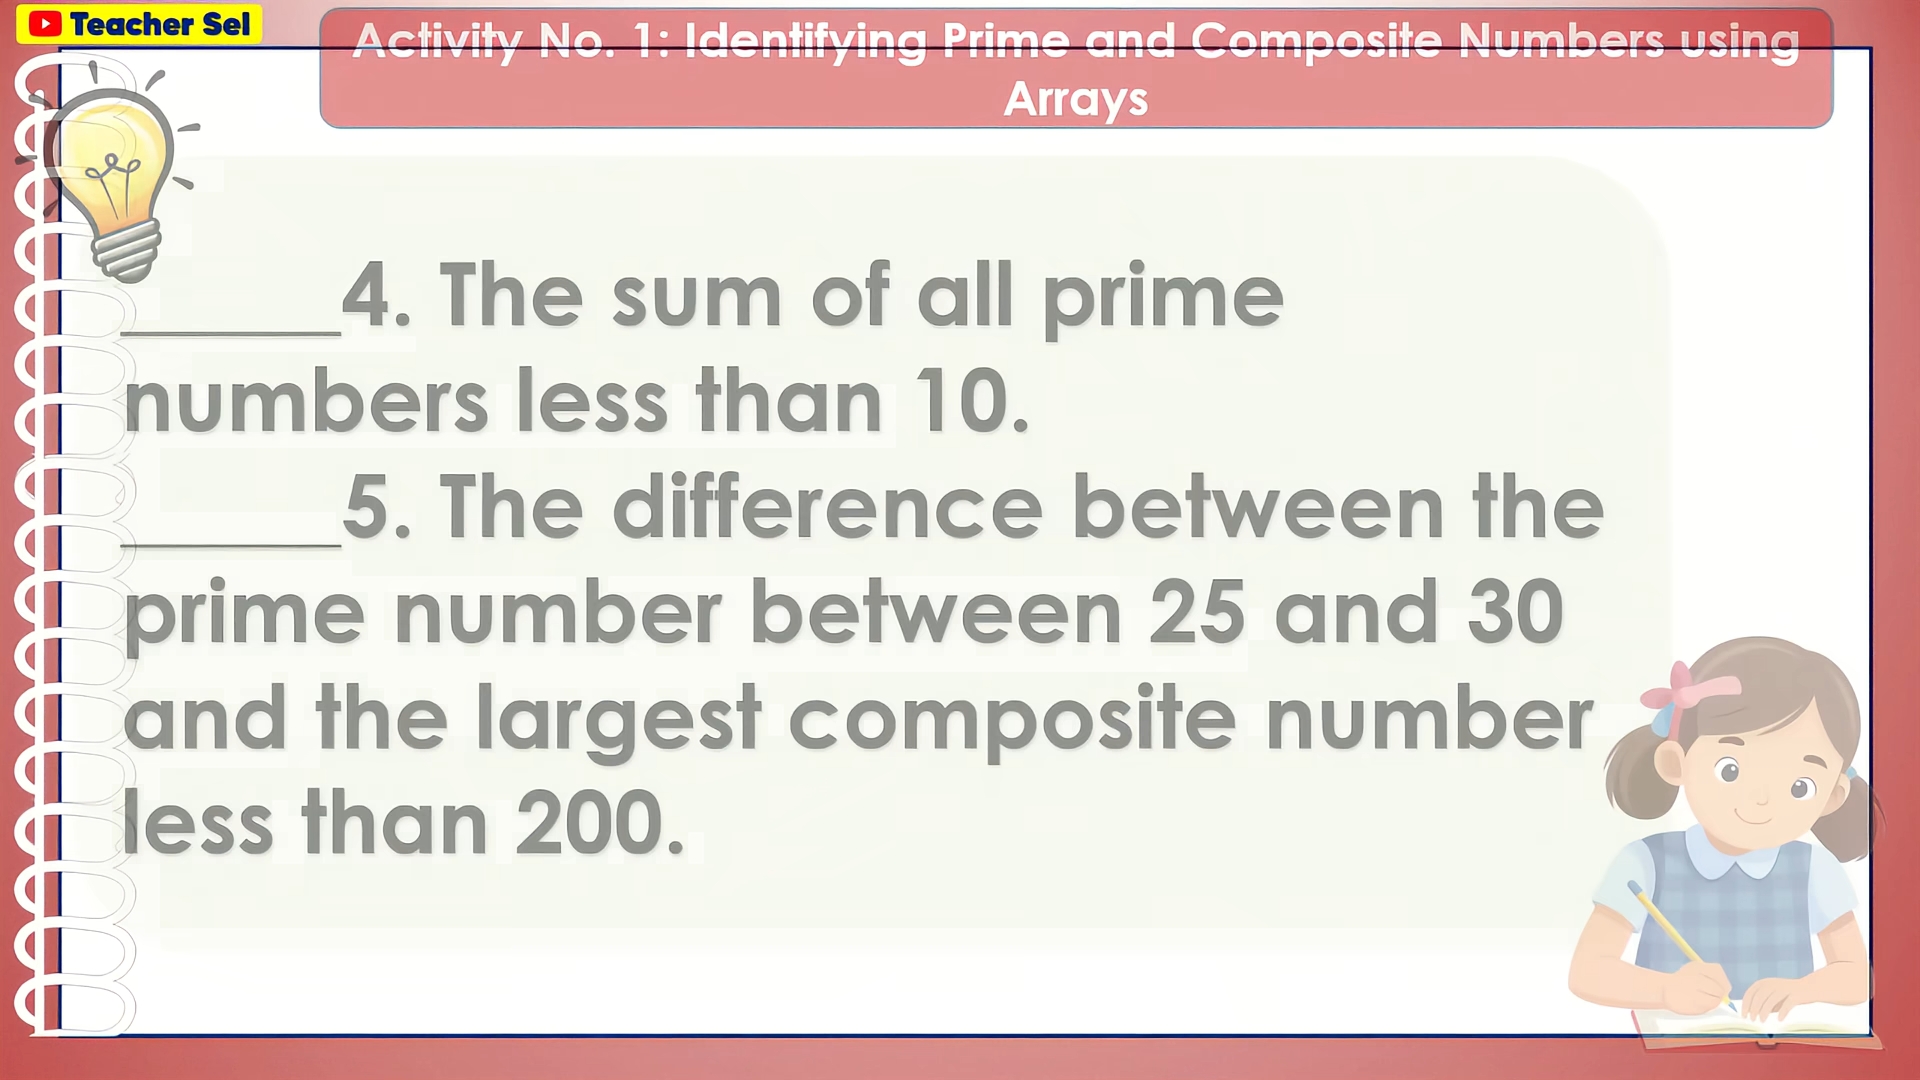 Teacher Sel
Activity No. 1: Identifying Prime and Composite Numbers using
Arrays
______4. The sum of all prime
numbers less than 10.
______5. The difference between the
prime number between 25 and 30
and the largest composite number
less than 200.